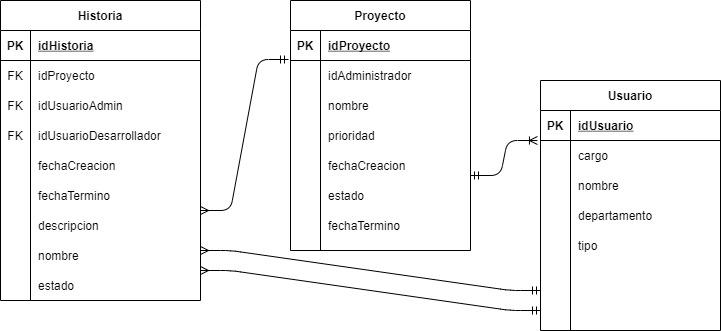 Historia
PK idHistoria
FK idProyecto
FK idUsuarioAdmin
FK idUsuarioDesarrollador
fechaCreacion
fechaTermino
descripcion
nombre
estado
Proyecto
PK idProyecto
idAdministrador
nombre
prioridad
fechaCreacion
estado
fechaTermino
Usuario
PK idUsuario
cargo
nombre
departamento
tipo